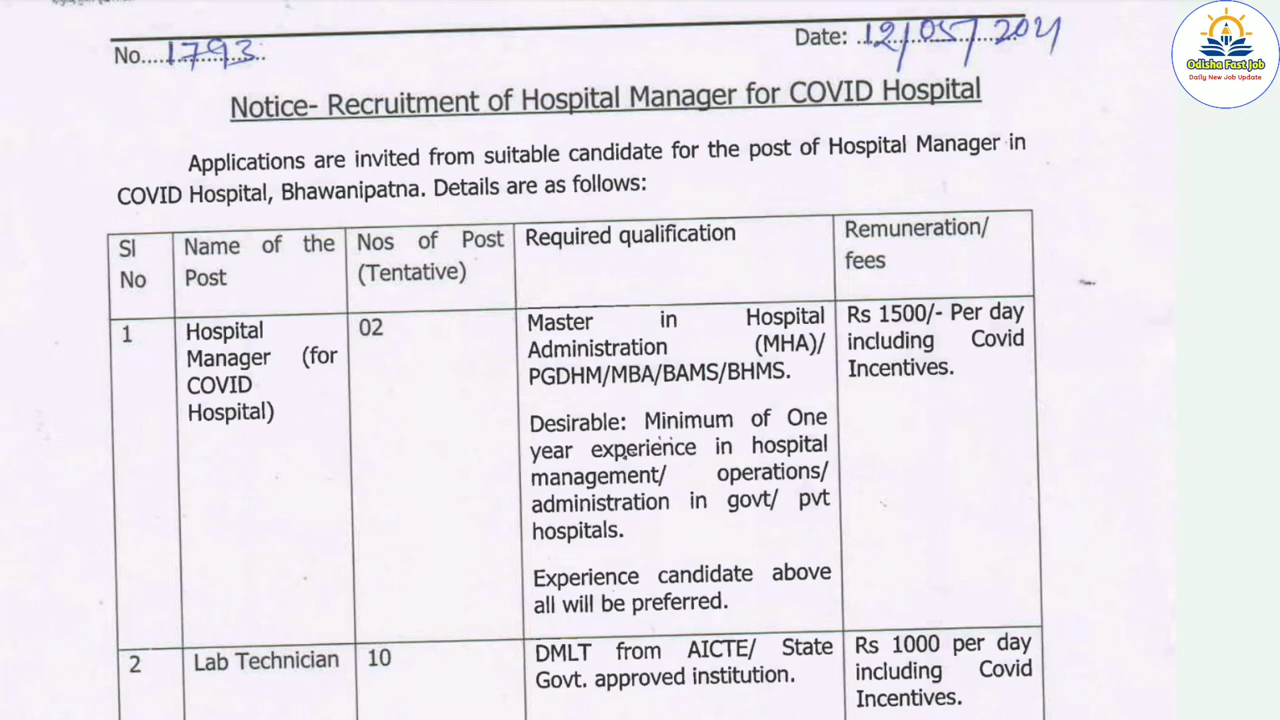 No....1793...
Date: ..12/05/2021
Odisha Fast Job
Daily New Job Update
Notice- Recruitment of Hospital Manager for COVID Hospital
Applications are invited from suitable candidate for the post of Hospital Manager in
COVID Hospital, Bhawanipatna. Details are as follows:
Sl No
Name of the Post
Nos of Post (Tentative)
Required qualification
Remuneration/ fees
1
Hospital
Manager (for
COVID
Hospital)
02
Master in Hospital
Administration (MHA)/
PGDHM/MBA/BAMS/BHMS.
Desirable: Minimum of One
year experience in hospital
management/ operations/
administration in govt/ pvt
hospitals.
Experience candidate above
all will be preferred.
Rs 1500/- Per day
including Covid
Incentives.
2
Lab Technician
10
DMLT from AICTE/ State
Govt. approved institution.
Rs 1000 per day
including Covid
Incentives.